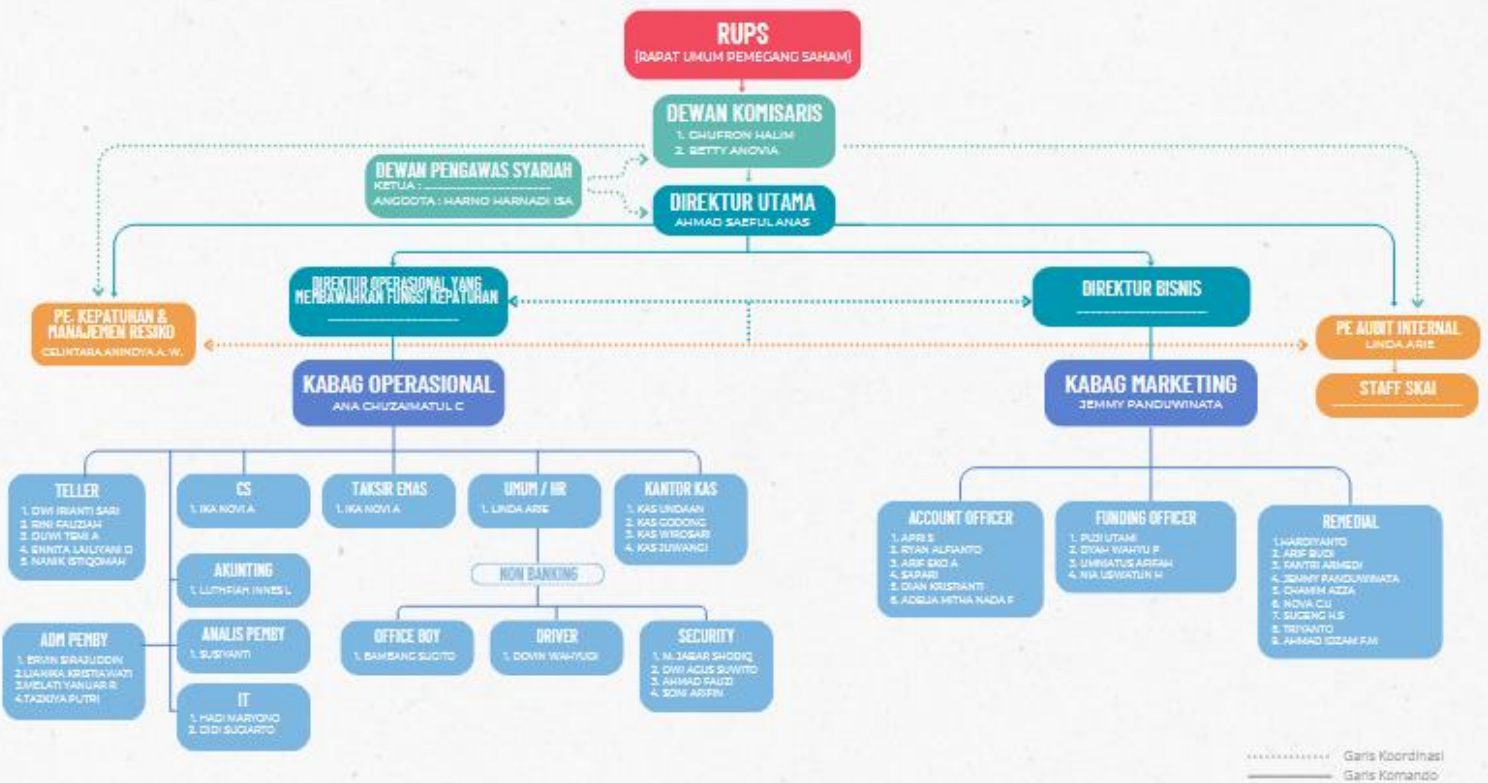 RUPS
(RAPAT UMUM PEMEGANG SAHAM)
DEWAN KOMISARIS
1. GHUFRON HALIM
2. BETTY ANOVIA
DEWAN PENGAWAS SYARIAH
KETUA : ____________________
ANGGOTA : HARNO HARNADI ISA
DIREKTUR UTAMA
AHMAD SAEFUL ANAS
DIREKTUR OPERASIONAL YANG
MEMBAWAHKAN FUNGSI KEPATUHAN
____________________
DIREKTUR BISNIS
____________________
PE. KEPATUHAN &
MANAJEMEN RESIKO
CELINTARA ANINDYA A. W.
PE AUDIT INTERNAL
LINDA ARIE
STAFF SKAI
____________________
KABAG OPERASIONAL
ANA CHUZAIMATUL C
KABAG MARKETING
JEMMY PANDUWINATA
TELLER
1. DWI IRIANTI SARI
2. RINI FAUZIAH
3. DUWI TEMI A
4. ENNITA LAILIYANI D
5. NANIK ISTIQOMAH
CS
1. IKA NOVI A
TAKSIR EMAS
1. IKA NOVI A
UMUM / HR
1. LINDA ARIE
KANTOR KAS
1. KAS UNDAAN
2. KAS GODONG
3. KAS WIROSARI
4. KAS JUWANGI
AKUNTING
1. LUTHFIAH INNES L
NON BANKING
ADM PEMBY
1. ERVIN SIRAJUDDIN
2.LIANIKA KRISTIAWATI
3.MELATI YANUAR R.
4.TAZKIYA PUTRI
ANALIS PEMBY
1. SUSIYANTI
IT
1. HADI MARYONO
2. DIDI SUGIARTO
OFFICE BOY
1. BAMBANG SUGITO
DRIVER
1. DOVIN WAHYUDI
SECURITY
1. M. JABAR SHODIQ
2. DWI AGUS SUWITO
3. AHMAD FAUZI
4. SONI ARIFIN
ACCOUNT OFFICER
1. APRI S
2. RYAN ALFIANTO
3. ARIF EKO A
4. SAPARI
5. DIAN KRISTIANTI
6. ADELIA MITHA NADA F
FUNDING OFFICER
1. PUJI UTAMI
2. DYAH WAHYU P
3. UMMATUS AFIFAH
4. NIA USWATUN H
REMEDIAL
1.HARDIYANTO
2. ARIF BUDI
3. FANTRI ARMEDI
4. JEMMY PANDUWINATA
5. CHAMIM AZZA
6. NOVA C.U
7. SUGENG H.S
8. TRIYANTO
9. AHMAD F.M
Garis Koordinasi
Garis Komando